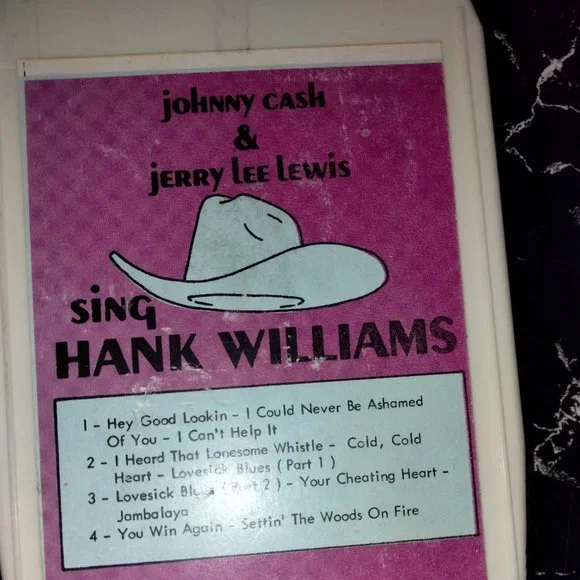 JOHNNY CASH
&
JERRY LEE LEWIS
SING
HANK WILLIAMS
1 - Hey Good Lookin - I Could Never Be Ashamed
Of You - I Can't Help It
2 - I Heard That Lonesome Whistle - Cold, Cold
Heart - Lovesick Blues ( Part 1 )
3 - Lovesick Blues ( Part 2 ) - Your Cheating Heart -
Jambalaya
4 - You Win Again - Settin' The Woods On Fire